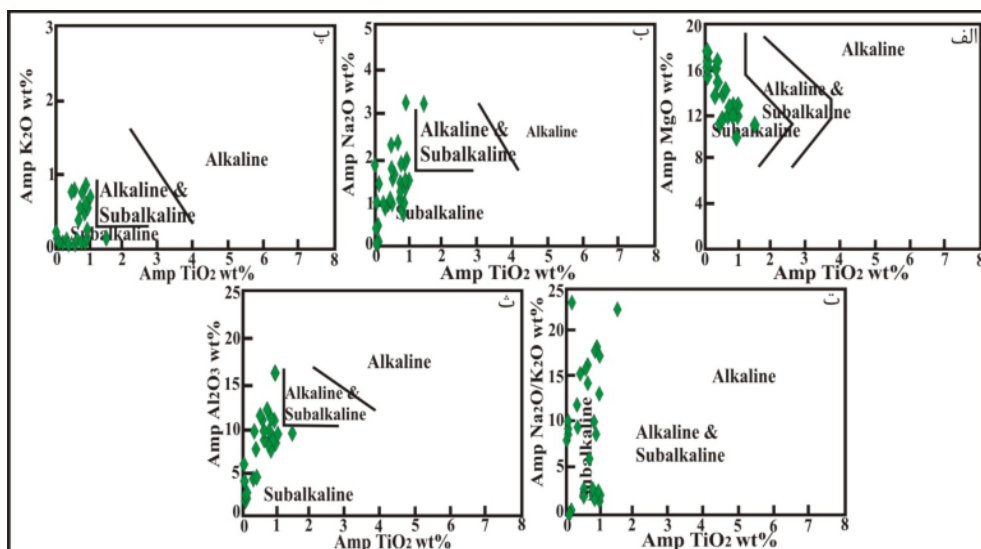 پ
3
2
1
0
Amp K2O wt%
Alkaline
Alkaline &
Subalkaline
Subalkaline
0 1 2 3 4 5 6 7 8
Amp TiO2 wt%
ب
5
4
3
2
1
0
Amp Na2O wt%
Alkaline &
Subalkaline
Alkaline
Subalkaline
0 1 2 3 4 5 6 7 8
Amp TiO2 wt%
الف
20
16
12
8
4
0
Amp MgO wt%
Alkaline
Alkaline &
Subalkaline
Subalkaline
0 1 2 3 4 5 6 7 8
Amp TiO2 wt%
ث
25
20
15
10
5
0
Amp Al2O3 wt%
Alkaline
Alkaline &
Subalkaline
Subalkaline
0 1 2 3 4 5 6 7 8
Amp TiO2 wt%
ت
25
20
15
10
5
0
Amp Na2O/K2O wt%
Subalkaline
Alkaline
Alkaline &
Subalkaline
0 1 2 3 4 5 6 7 8
Amp TiO2 wt%